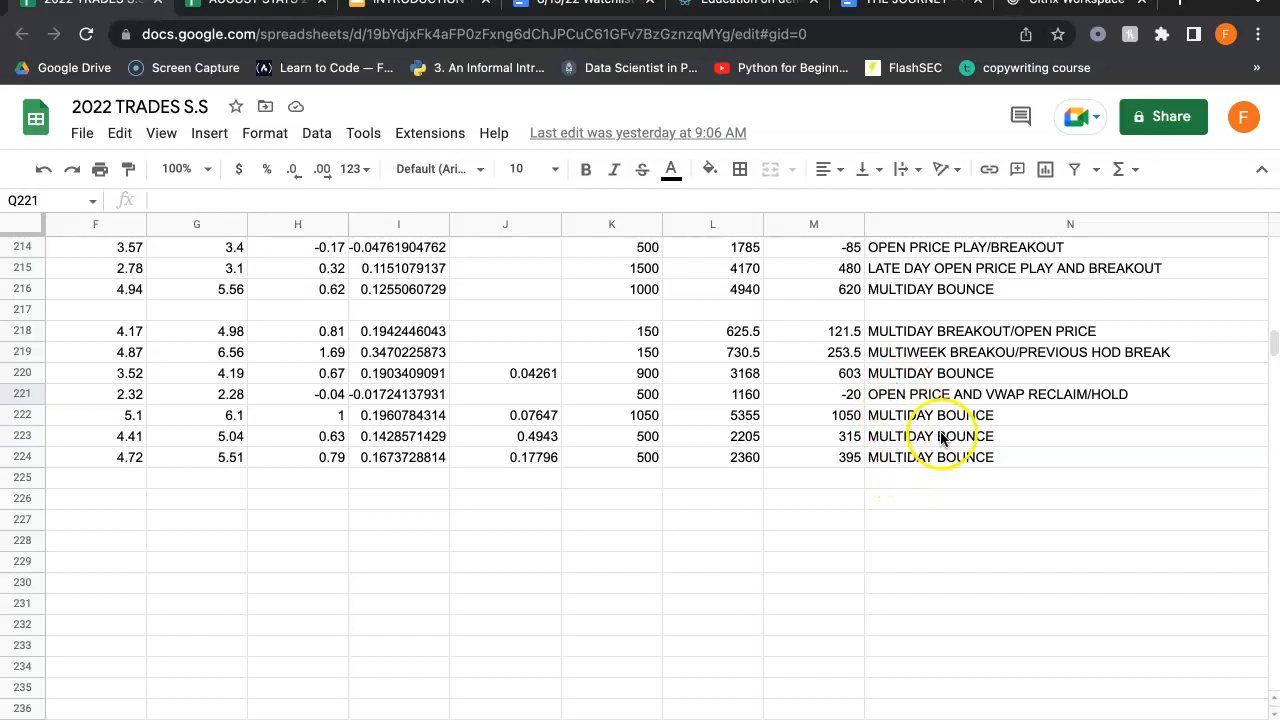 2022 TRADES S.S
AUGUST STATS 2
INTRODUCTION
8/15/22 Watchlist
Education on de
THE JOURNEY
Citrix Workspace
docs.google.com/spreadsheets/d/19bYdjxFk4aFP0zFxng6dChJPCuC61GFv7BzGznzqMYg/edit#gid=0
F
Google Drive
Screen Capture
Learn to Code — F...
3. An Informal Intr...
Data Scientist in P...
Python for Beginn...
FlashSEC
copywriting course
»
2022 TRADES S.S
Share
F
File Edit View Insert Format Data Tools Extensions Help Last edit was yesterday at 9:06 AM
100% $ % .0 .00 123 Default (Ari... 10 B I S A
Q221 fx
F G H I J K L M N
214 3.57 3.4 -0.17 -0.04761904762 500 1785 -85 OPEN PRICE PLAY/BREAKOUT
215 2.78 3.1 0.32 0.1151079137 1500 4170 480 LATE DAY OPEN PRICE PLAY AND BREAKOUT
216 4.94 5.56 0.62 0.1255060729 1000 4940 620 MULTIDAY BOUNCE
217
218 4.17 4.98 0.81 0.1942446043 150 625.5 121.5 MULTIDAY BREAKOUT/OPEN PRICE
219 4.87 6.56 1.69 0.3470225873 150 730.5 253.5 MULTIWEEK BREAKOU/PREVIOUS HOD BREAK
220 3.52 4.19 0.67 0.1903409091 0.04261 900 3168 603 MULTIDAY BOUNCE
221 2.32 2.28 -0.04 -0.01724137931 500 1160 -20 OPEN PRICE AND VWAP RECLAIM/HOLD
222 5.1 6.1 1 0.1960784314 0.07647 1050 5355 1050 MULTIDAY BOUNCE
223 4.41 5.04 0.63 0.1428571429 0.4943 500 2205 315 MULTIDAY BOUNCE
224 4.72 5.51 0.79 0.1673728814 0.17796 500 2360 395 MULTIDAY BOUNCE
225
226
227
228
229
230
231
232
233
234
235
236